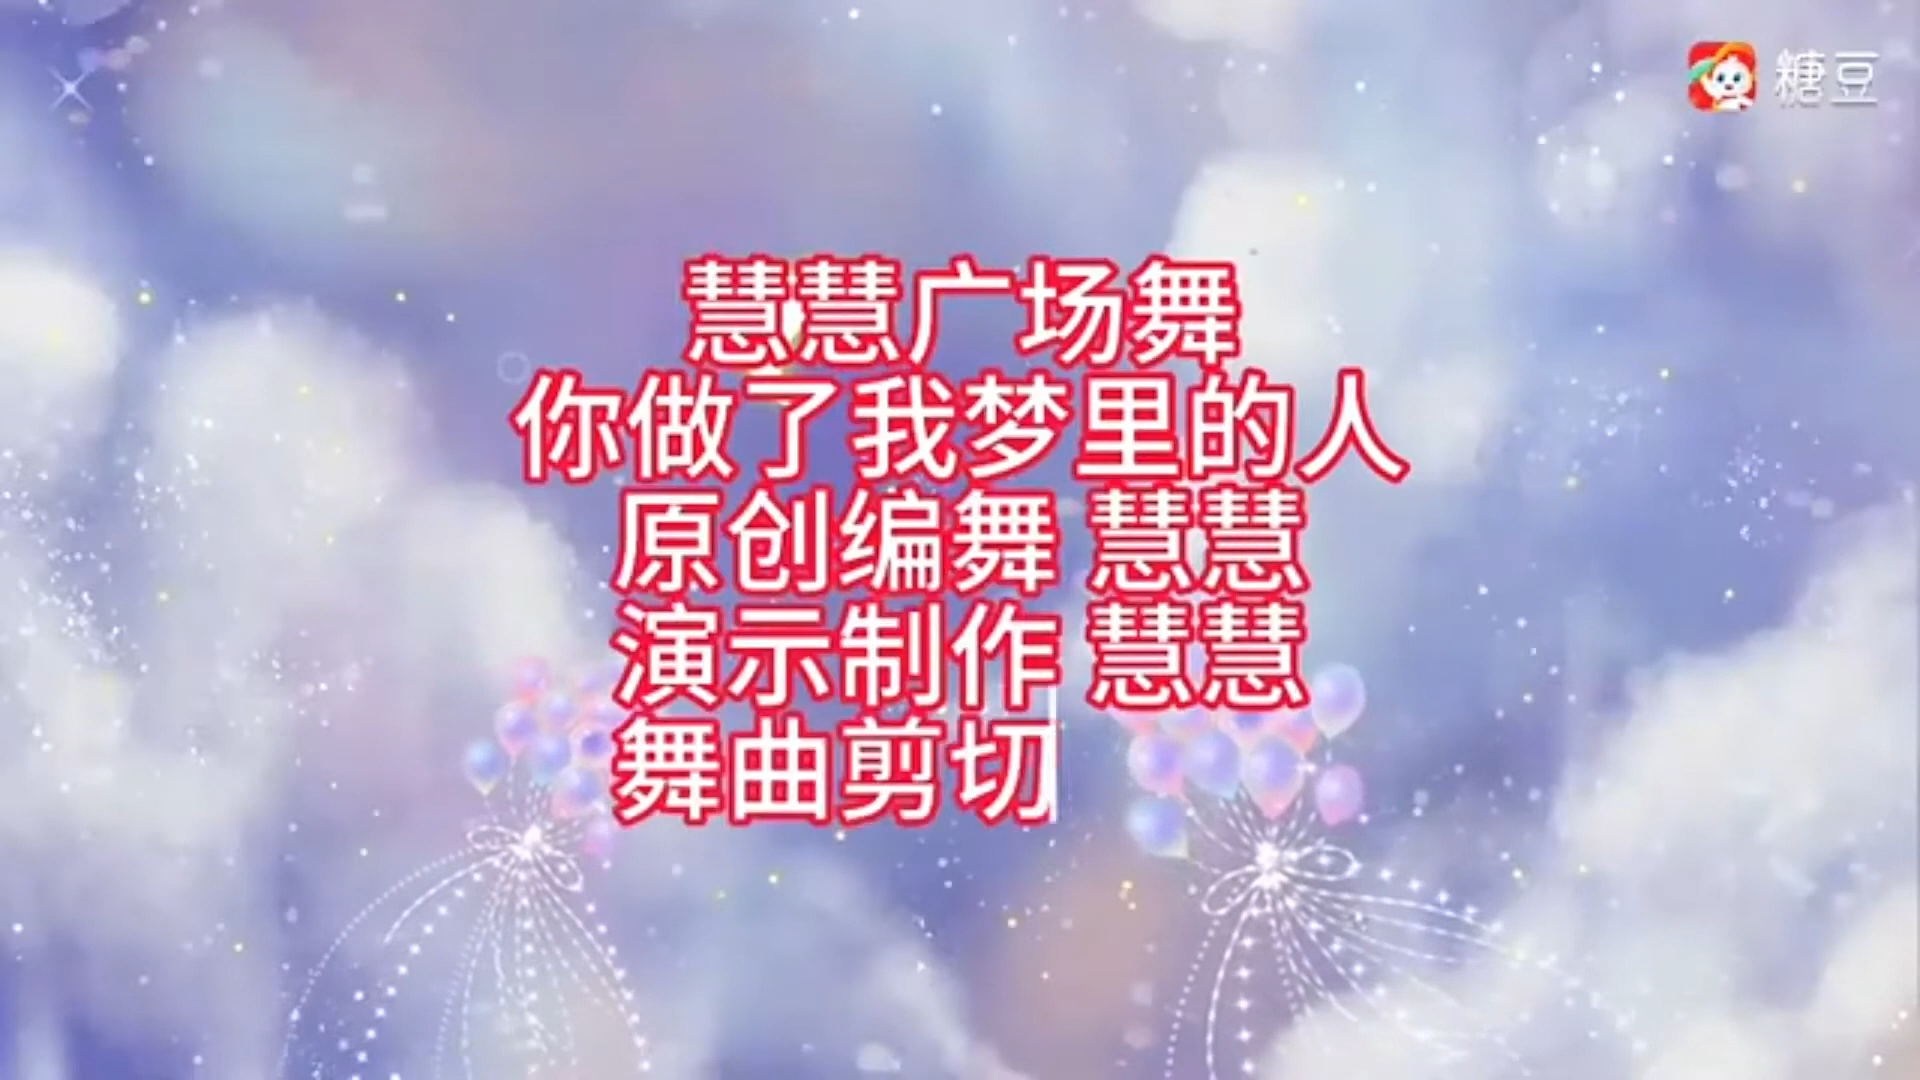 糖豆
慧慧广场舞
你做了我梦里的人
原创编舞 慧慧
演示制作 慧慧
舞曲剪切